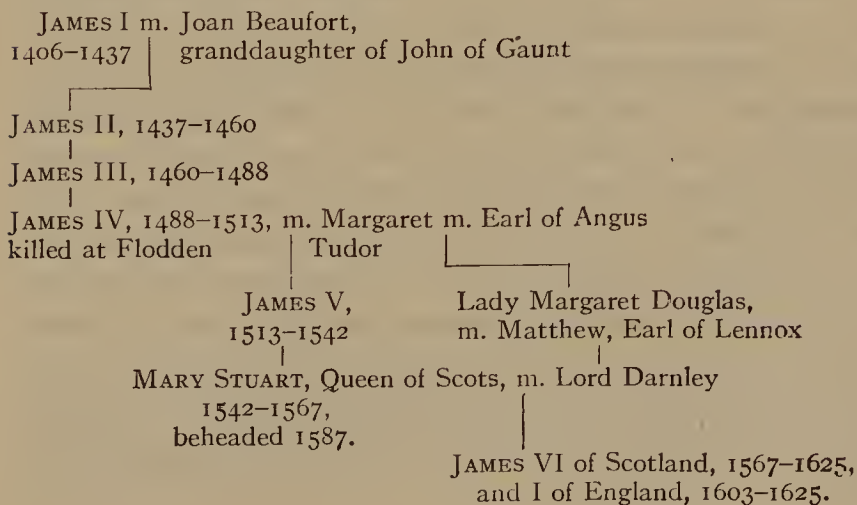 JAMES I m. Joan Beaufort,
1406–1437 granddaughter of John of Gaunt
JAMES II, 1437–1460
JAMES III, 1460–1488
JAMES IV, 1488–1513, m. Margaret m. Earl of Angus
killed at Flodden Tudor
JAMES V, Lady Margaret Douglas,
1513–1542 m. Matthew, Earl of Lennox
MARY STUART, Queen of Scots, m. Lord Darnley
1542–1567,
beheaded 1587.
JAMES VI of Scotland, 1567–1625,
and I of England, 1603–1625.